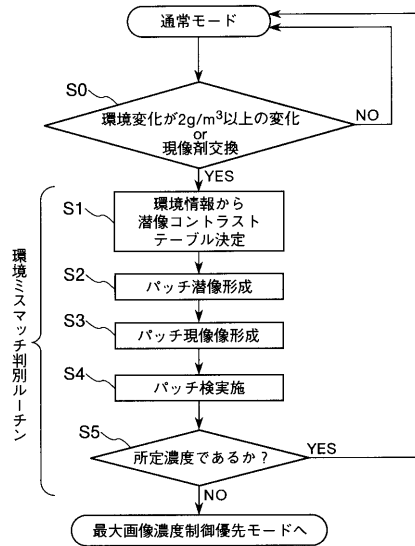 通常モード
S0
環境変化が2g/m³以上の変化
or
現像剤交換
NO
YES
S1
環境情報から
潜像コントラスト
テーブル決定
S2
パッチ潜像形成
S3
パッチ現像像形成
S4
パッチ検実施
S5
所定濃度であるか？
YES
NO
最大画像濃度制御優先モードへ
環境ミスマッチ判別ルーチン